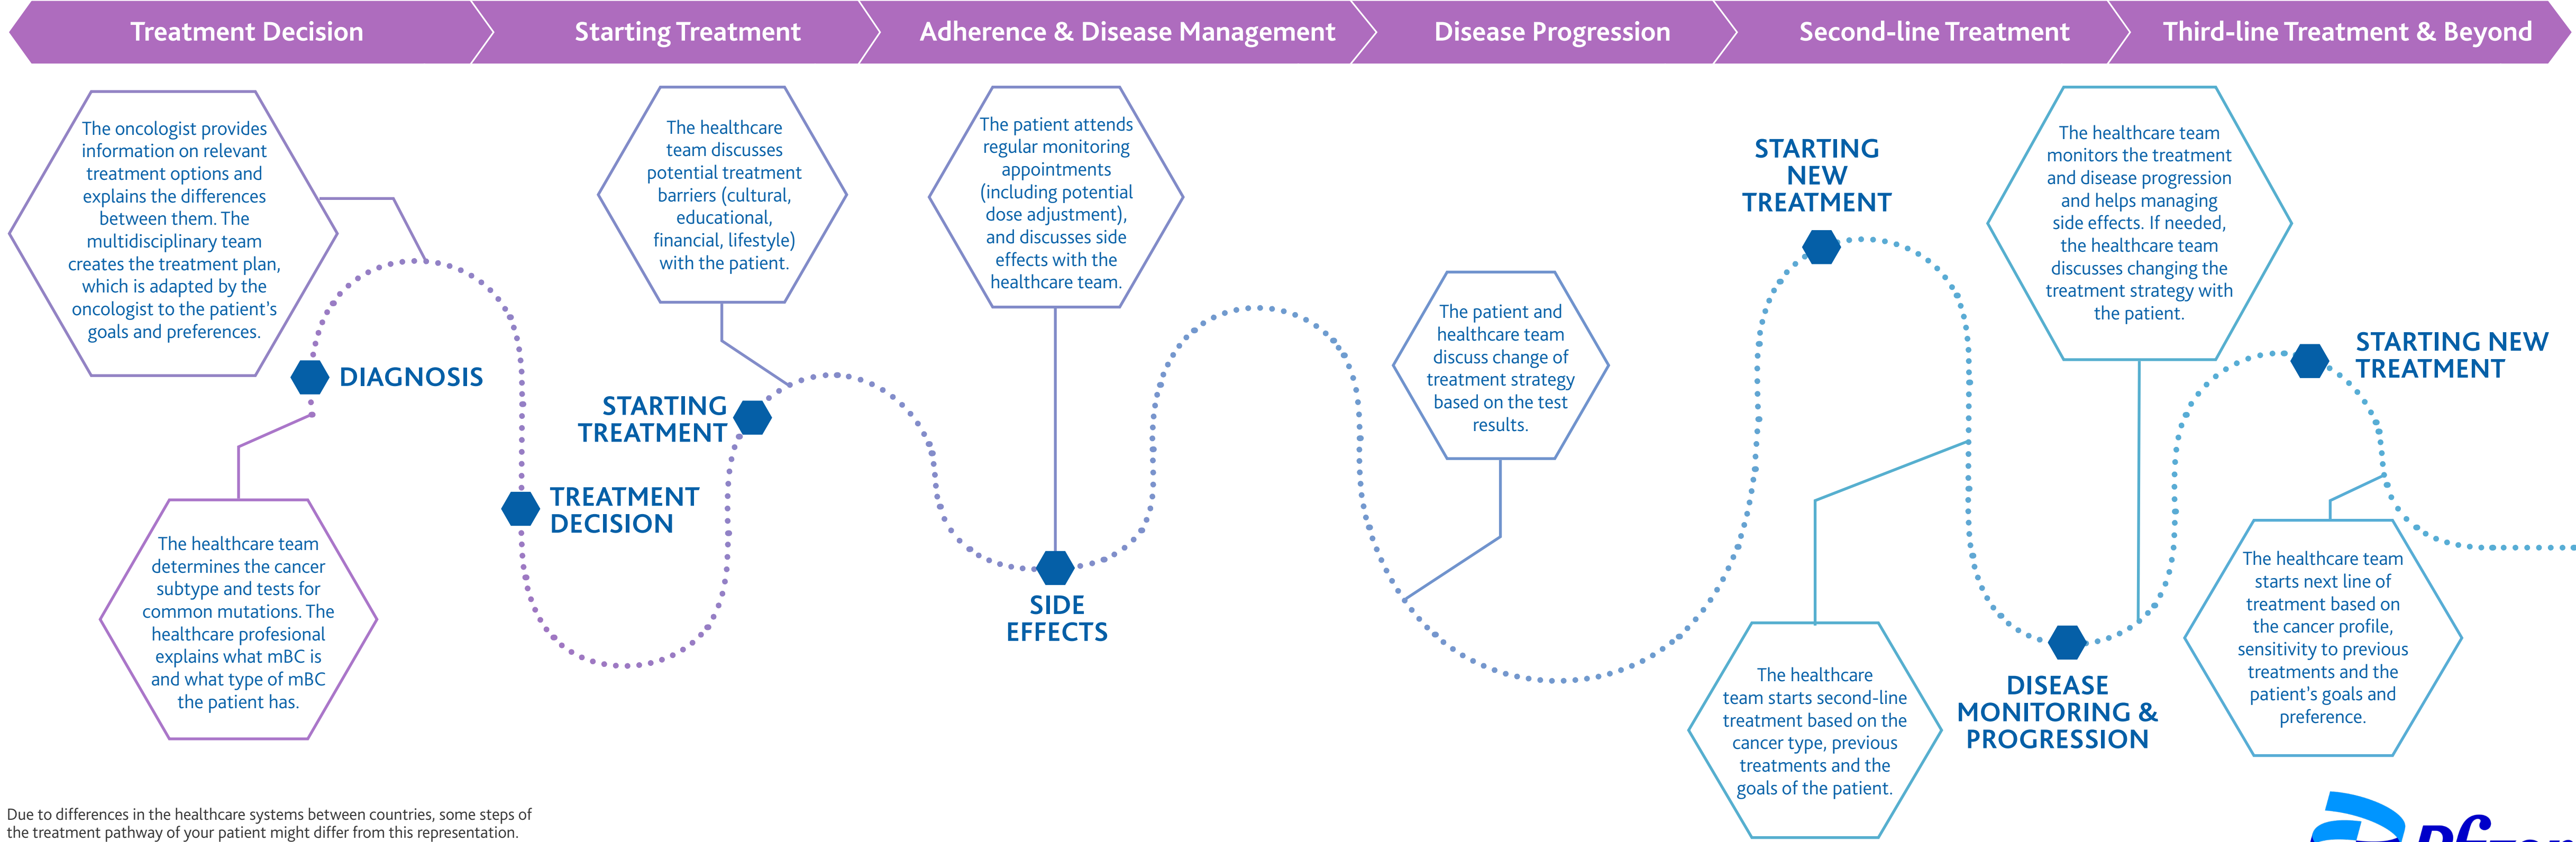 Treatment Decision
Starting Treatment
Adherence & Disease Management
Disease Progression
Second-line Treatment
Third-line Treatment & Beyond
The oncologist provides
information on relevant
treatment options and
explains the differences
between them. The
multidisciplinary team
creates the treatment plan,
which is adapted by the
oncologist to the patient's
goals and preferences.
DIAGNOSIS
The healthcare team
determines the cancer
subtype and tests for
common mutations. The
healthcare profesional
explains what mBC is
and what type of mBC
the patient has.
TREATMENT
DECISION
The healthcare
team discusses
potential treatment
barriers (cultural,
educational,
financial, lifestyle)
with the patient.
STARTING
TREATMENT
The patient attends
regular monitoring
appointments
(including potential
dose adjustment),
and discusses side
effects with the
healthcare team.
SIDE
EFFECTS
The patient and
healthcare team
discuss change of
treatment strategy
based on the test
results.
STARTING
NEW
TREATMENT
The healthcare
team starts second-line
treatment based on the
cancer type, previous
treatments and the
goals of the patient.
The healthcare team
monitors the treatment
and disease progression
and helps managing
side effects. If needed,
the healthcare team
discusses changing the
treatment strategy with
the patient.
DISEASE
MONITORING &
PROGRESSION
STARTING NEW
TREATMENT
The healthcare team
starts next line of
treatment based on
the cancer profile,
sensitivity to previous
treatments and the
patient's goals and
preference.
Due to differences in the healthcare systems between countries, some steps of
the treatment pathway of your patient might differ from this representation.
Pfizer